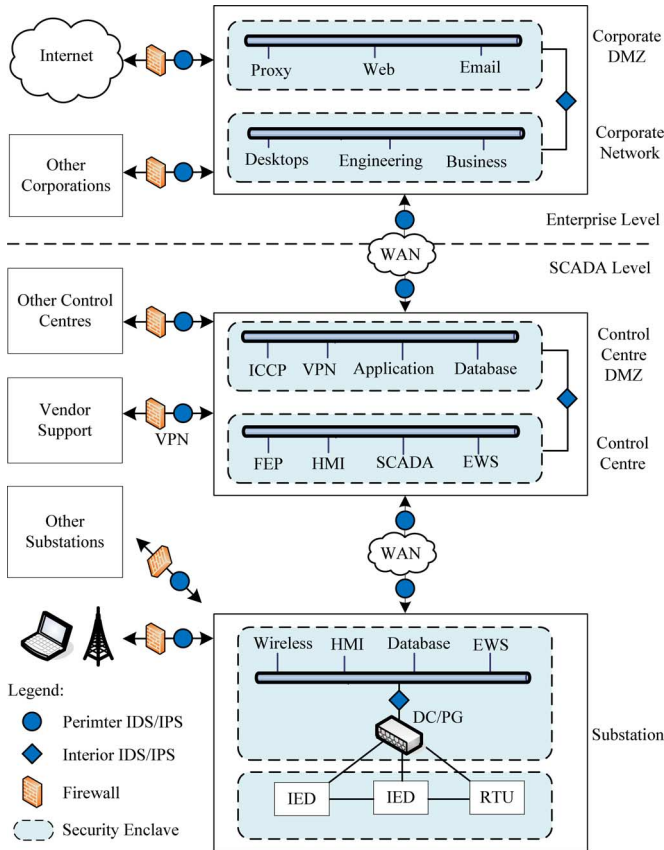 Internet
Proxy
Web
Email
Corporate
DMZ
Other
Corporations
Desktops
Engineering
Business
Corporate
Network
Enterprise Level
WAN
SCADA Level
Other Control
Centres
ICCP
VPN
Application
Database
Control
Centre
DMZ
Vendor
Support
VPN
FEP
HMI
SCADA
EWS
Control
Centre
Other
Substations
WAN
Wireless
HMI
Database
EWS
DC/PG
Substation
IED
IED
RTU
Legend:
Perimter IDS/IPS
Interior IDS/IPS
Firewall
Security Enclave